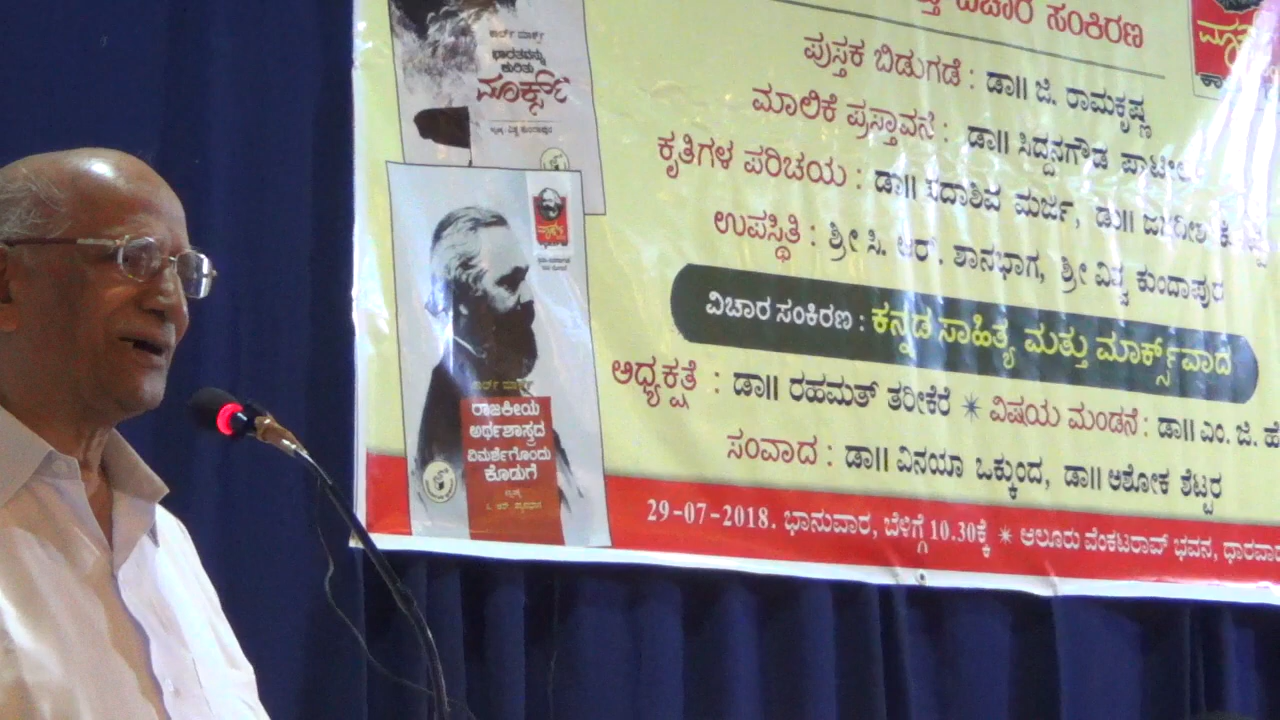 ವಿಚಾರ ಸಂಕಿರಣ
ಪುಸ್ತಕ ಬಿಡುಗಡೆ : ಡಾ॥ ಜಿ. ರಾಮಕೃಷ್ಣ
ಮಾಲಿಕೆ ಪ್ರಸ್ತಾವನೆ : ಡಾ॥ ಸಿದ್ದನಗೌಡ ಪಾಟೀಲ
ಕೃತಿಗಳ ಪರಿಚಯ : ಡಾ॥ ಸದಾಶಿವ ಮರ್ಜಿ, ಡಾ॥
ಉಪಸ್ಥಿತಿ : ಶ್ರೀ ಸಿ. ಆರ್. ಶಾನಭಾಗ, ಶ್ರೀ ವಿಶ್ವ ಕುಂದಾಪುರ
ವಿಚಾರ ಸಂಕಿರಣ : ಕನ್ನಡ ಸಾಹಿತ್ಯ ಮತ್ತು ಮಾರ್ಕ್ಸ್‌ವಾದ
ಅಧ್ಯಕ್ಷತೆ : ಡಾ॥ ರಹಮತ್ ತರೀಕೆರೆ ✳ ವಿಷಯ ಮಂಡನೆ : ಡಾ॥ ಎಂ. ಜಿ. ಹೆ
ಸಂವಾದ : ಡಾ॥ ವಿನಯಾ ಒಕ್ಕುಂದ, ಡಾ॥ ಅಶೋಕ ಶೆಟ್ಟರ
29-07-2018. ಭಾನುವಾರ, ಬೆಳಿಗ್ಗೆ 10.30ಕ್ಕೆ ✳ ಆಲೂರು ವೆಂಕಟರಾವ್ ಭವನ, ಧಾರವಾಡ
ಕಾರ್ಲ್ ಮಾರ್ಕ್ಸ್
ಭಾರತವನ್ನು
ಕುರಿತು
ಮಾರ್ಕ್ಸ್
ಕಾರ್ಲ್ ಮಾರ್ಕ್ಸ್
ರಾಜಕೀಯ
ಅರ್ಥಶಾಸ್ತ್ರದ
ವಿಮರ್ಶೆಗೊಂದು
ಕೊಡುಗೆ